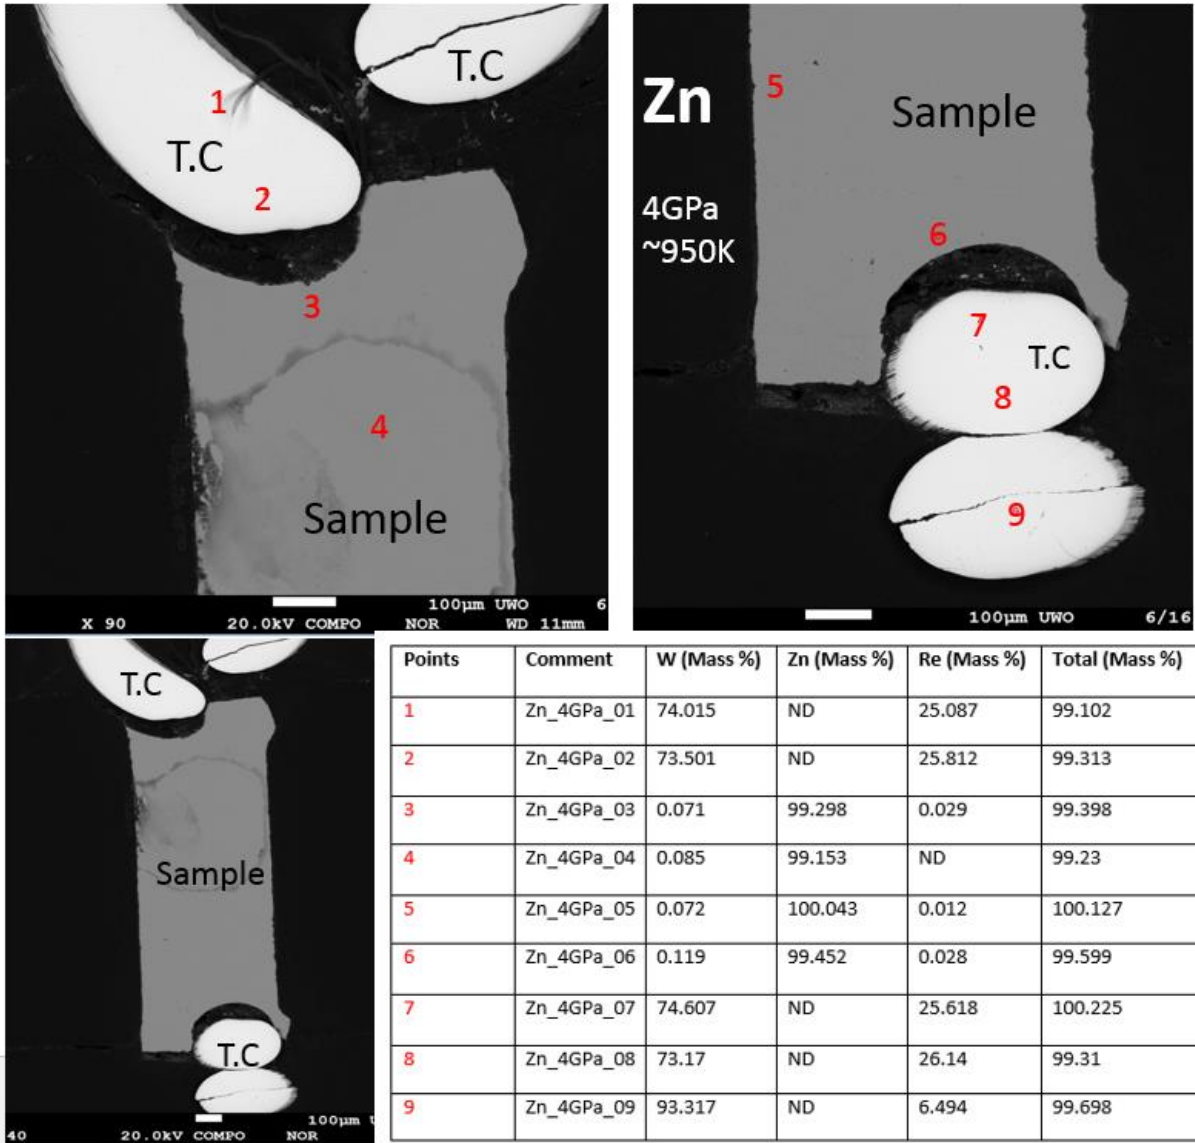 T.C
1
T.C
2
3
4
Sample
100μm UWO 6
X 90 20.0kV COMPO NOR WD 11mm
Zn
5
Sample
4GPa
~950K
6
7
T.C
8
9
100μm UWO 6/16
T.C
Sample
T.C
100μm U
40 20.0kV COMPO NOR
Points Comment W (Mass %) Zn (Mass %) Re (Mass %) Total (Mass %)
1 Zn_4GPa_01 74.015 ND 25.087 99.102
2 Zn_4GPa_02 73.501 ND 25.812 99.313
3 Zn_4GPa_03 0.071 99.298 0.029 99.398
4 Zn_4GPa_04 0.085 99.153 ND 99.23
5 Zn_4GPa_05 0.072 100.043 0.012 100.127
6 Zn_4GPa_06 0.119 99.452 0.028 99.599
7 Zn_4GPa_07 74.607 ND 25.618 100.225
8 Zn_4GPa_08 73.17 ND 26.14 99.31
9 Zn_4GPa_09 93.317 ND 6.494 99.698